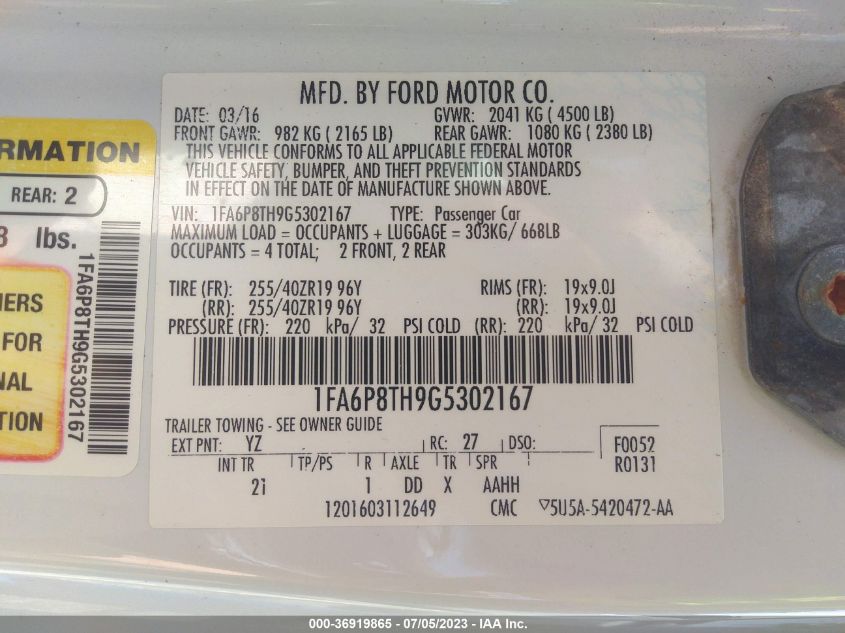 MFD. BY FORD MOTOR CO.
DATE: 03/16 GVWR: 2041 KG ( 4500 LB)
FRONT GAWR: 982 KG ( 2165 LB) REAR GAWR: 1080 KG ( 2380 LB)
THIS VEHICLE CONFORMS TO ALL APPLICABLE FEDERAL MOTOR
VEHICLE SAFETY, BUMPER, AND THEFT PREVENTION STANDARDS
IN EFFECT ON THE DATE OF MANUFACTURE SHOWN ABOVE.
VIN: 1FA6P8TH9G5302167 TYPE: Passenger Car
MAXIMUM LOAD = OCCUPANTS + LUGGAGE = 303KG/ 668LB
OCCUPANTS = 4 TOTAL; 2 FRONT, 2 REAR
TIRE (FR): 255/40ZR19 96Y RIMS (FR): 19x9.0J
(RR): 255/40ZR19 96Y (RR): 19x9.0J
PRESSURE (FR): 220 kPa/ 32 PSI COLD (RR): 220 kPa/ 32 PSI COLD
1FA6P8TH9G5302167
TRAILER TOWING - SEE OWNER GUIDE
EXT PNT: YZ RC: 27 DSO: F0052
R0131
INT TR TP/PS R AXLE TR SPR
21 1 DD X AAHH
1201603112649 CMC ▽5U5A-5420472-AA
RMATION
REAR: 2
8 lbs.
1FA6P8TH9G5302167
IERS
FOR
NAL
TION
000-36919865 - 07/05/2023 - IAA Inc.